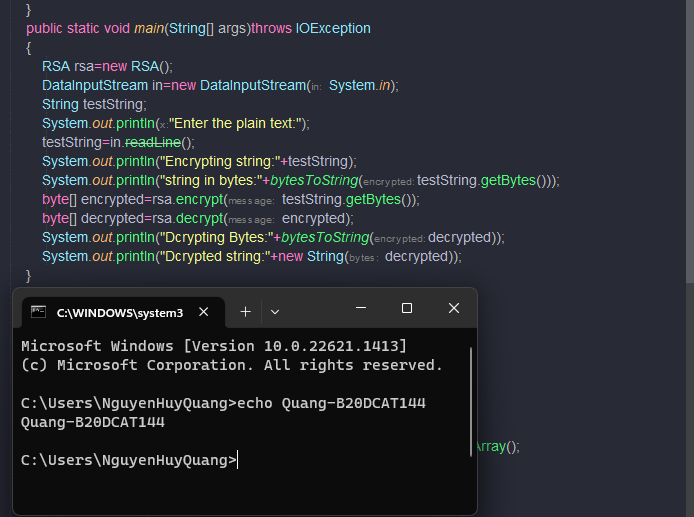 }
public static void main(String[] args)throws IOException
{
RSA rsa=new RSA();
DataInputStream in=new DataInputStream(in: System.in);
String testString;
System.out.println(x:"Enter the plain text:");
testString=in.readLine();
System.out.println("Encrypting string:"+testString);
System.out.println("string in bytes:"+bytesToString(encrypted:testString.getBytes()));
byte[] encrypted=rsa.encrypt(message: testString.getBytes());
byte[] decrypted=rsa.decrypt(message: encrypted);
System.out.println("Dcrypting Bytes:"+bytesToString(encrypted:decrypted));
System.out.println("Dcrypted string:"+new String(bytes: decrypted));
}
C:\WINDOWS\system3
Microsoft Windows [Version 10.0.22621.1413]
(c) Microsoft Corporation. All rights reserved.
C:\Users\NguyenHuyQuang>echo Quang-B20DCAT144
Quang-B20DCAT144
Array();
C:\Users\NguyenHuyQuang>